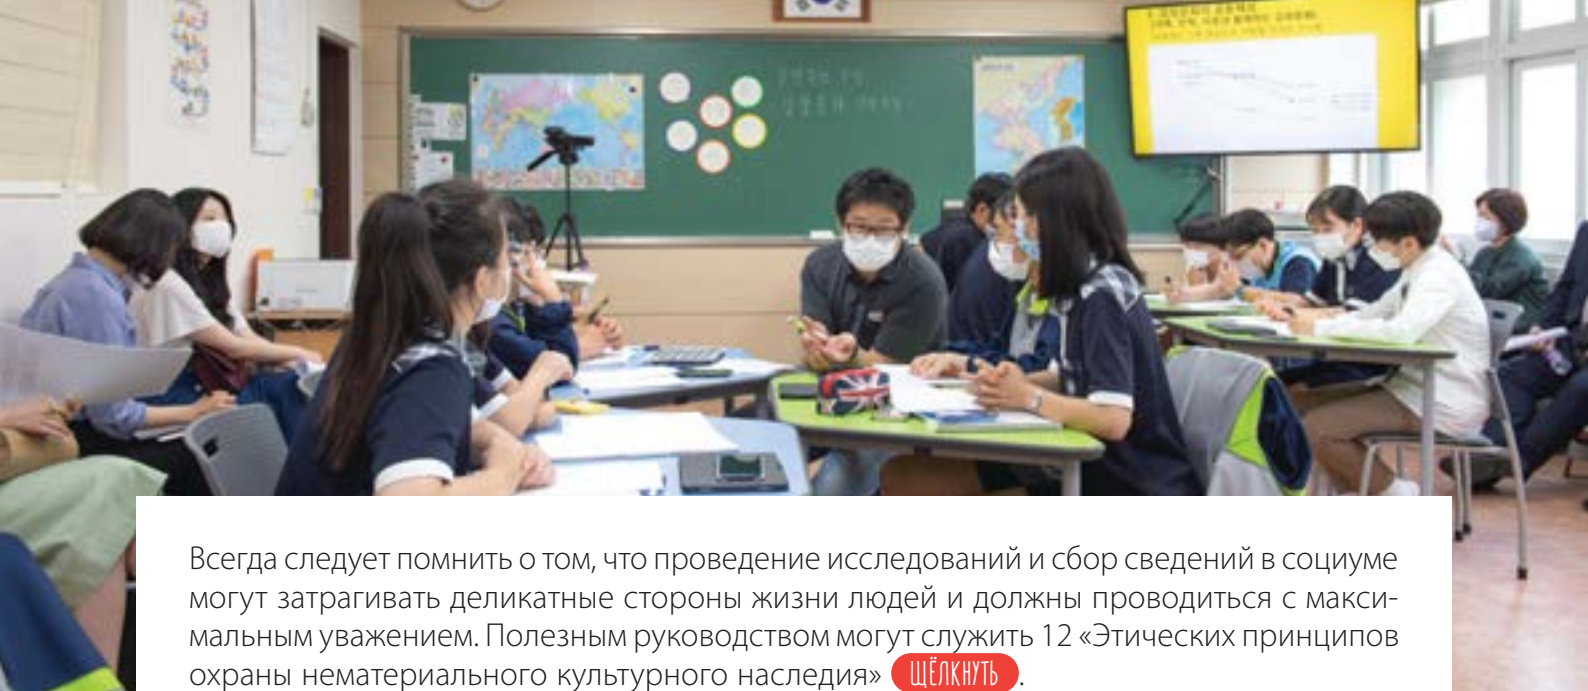 Всегда следует помнить о том, что проведение исследований и сбор сведений в социуме
могут затрагивать деликатные стороны жизни людей и должны проводиться с макси-
мальным уважением. Полезным руководством могут служить 12 «Этических принципов
охраны нематериального культурного наследия» ЩЁЛКНУТЬ .